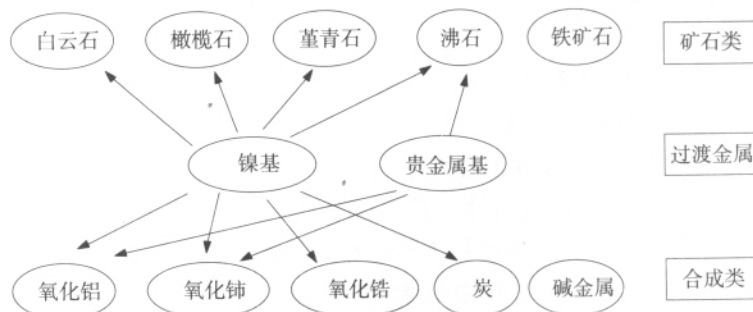 白云石 橄榄石 堇青石 沸石 铁矿石 矿石类
镍基 贵金属基 过渡金属
氧化铝 氧化铈 氧化锆 炭 碱金属 合成类